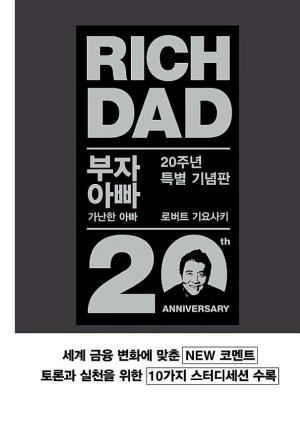 RICH
DAD
부자
아빠
가난한 아빠
20주년
특별 기념판
로버트 기요사키
20th
ANNIVERSARY
세계 금융 변화에 맞춘 NEW 코멘트
토론과 실천을 위한 10가지 스터디세션 수록